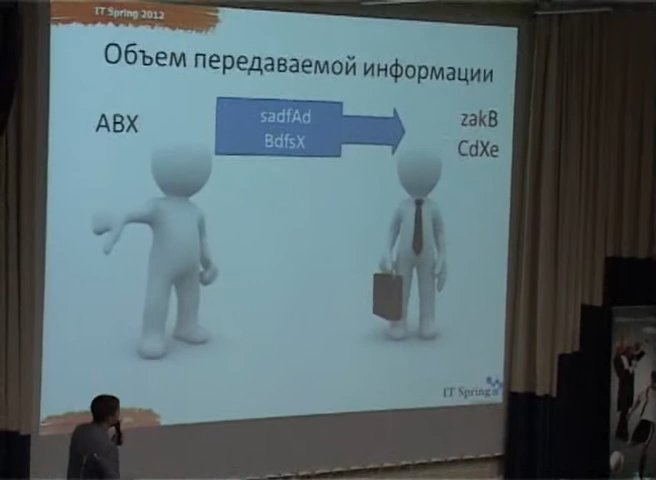 IT Spring 2012
Объем передаваемой информации
ABX
sadfAd
BdfsX
zakB
CdXe
IT Spring